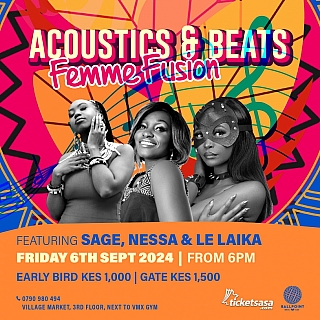 ACOUSTICS & BEATS
Femme Fusion
FEATURING SAGE, NESSA & LE LAIKA
FRIDAY 6TH SEPT 2024 | FROM 6PM
EARLY BIRD KES 1,000 | GATE KES 1,500
0790 980 494
VILLAGE MARKET, 3RD FLOOR, NEXT TO VMX GYM
ticketsasa
BALLPOINT